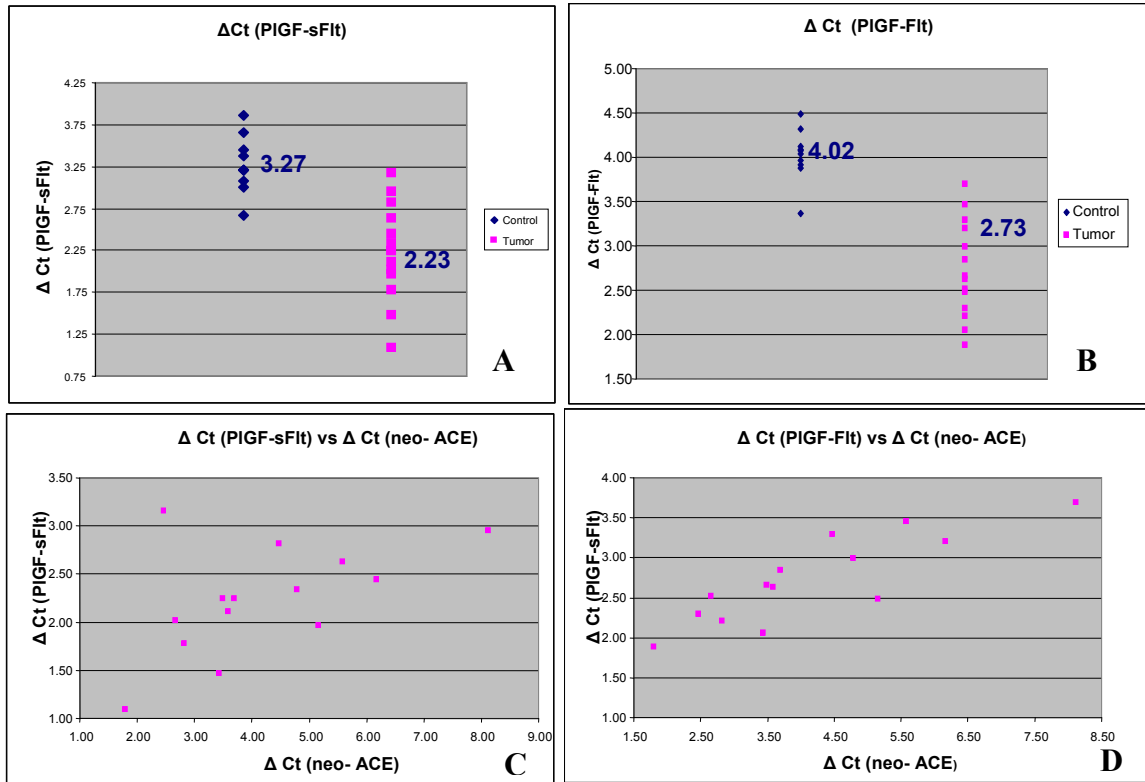 ΔCt (PlGF-sFlt)
4.25
3.75
3.25
2.75
2.25
1.75
1.25
0.75
Δ Ct (PlGF-sFlt)
3.27
2.23
Control
Tumor
A
Δ Ct (PlGF-Flt)
5.00
4.50
4.00
3.50
3.00
2.50
2.00
1.50
Δ Ct (PlGF-Flt)
4.02
2.73
Control
Tumor
B
Δ Ct (PlGF-sFlt) vs Δ Ct (neo- ACE)
3.50
3.00
2.50
2.00
1.50
1.00
Δ Ct (PlGF-sFlt)
1.00 2.00 3.00 4.00 5.00 6.00 7.00 8.00 9.00
Δ Ct (neo- ACE)
C
Δ Ct (PlGF-Flt) vs Δ Ct (neo- ACE)
4.00
3.50
3.00
2.50
2.00
1.50
1.00
Δ Ct (PlGF-sFlt)
1.50 2.50 3.50 4.50 5.50 6.50 7.50 8.50
Δ Ct (neo- ACE)
D